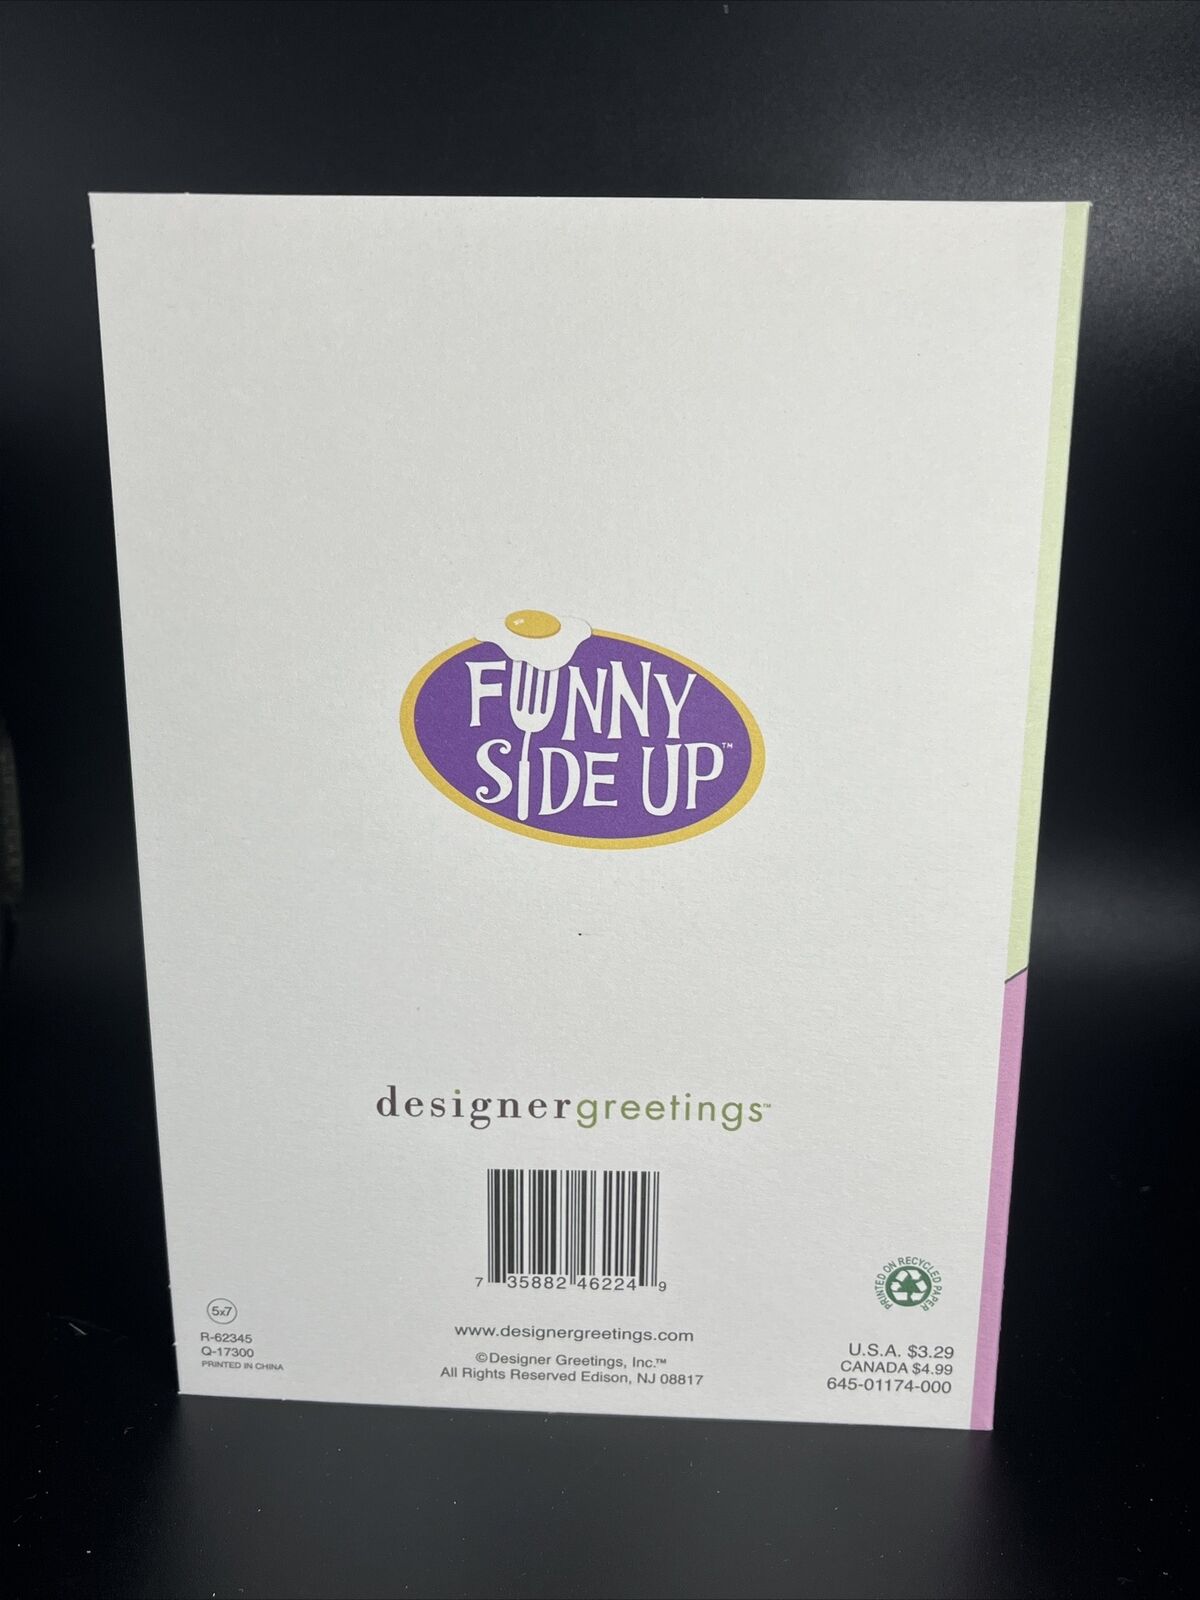 FUNNY
SIDE UP™
designergreetings™
7 35882 46224 9
PRINTED ON RECYCLED PAPER
5x7
R-62345
Q-17300
PRINTED IN CHINA
www.designergreetings.com
©Designer Greetings, Inc.™
All Rights Reserved Edison, NJ 08817
U.S.A. $3.29
CANADA $4.99
645-01174-000